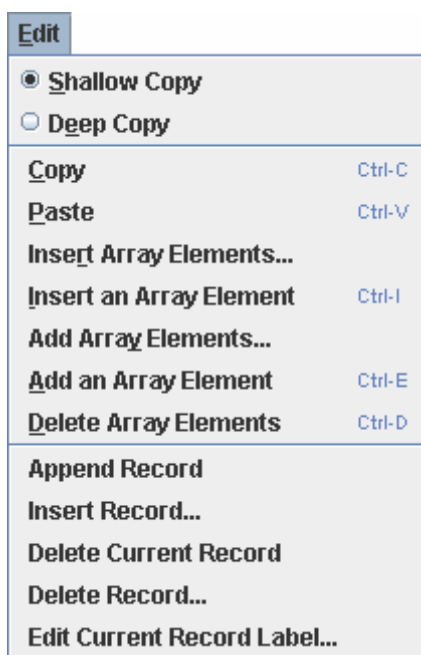 Edit
Shallow Copy
Deep Copy
Copy Ctrl-C
Paste Ctrl-V
Insert Array Elements...
Insert an Array Element Ctrl-I
Add Array Elements...
Add an Array Element Ctrl-E
Delete Array Elements Ctrl-D
Append Record
Insert Record...
Delete Current Record
Delete Record...
Edit Current Record Label...